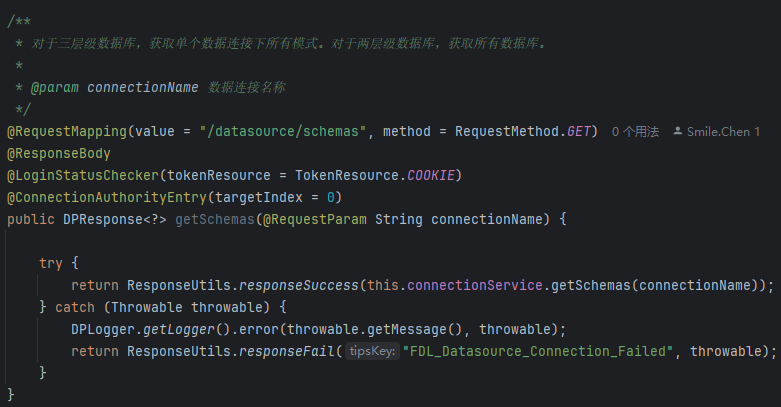 /**
 * 对于三层级数据库，获取单个数据连接下所有模式。对于两层级数据库，获取所有数据库。
 *
 * @param connectionName 数据连接名称
 */
@RequestMapping(value = "/datasource/schemas", method = RequestMethod.GET) 0 个用法 Smile.Chen 1
@ResponseBody
@LoginStatusChecker(tokenResource = TokenResource.COOKIE)
@ConnectionAuthorityEntry(targetIndex = 0)
public DPResponse<?> getSchemas(@RequestParam String connectionName) {
    try {
        return ResponseUtils.responseSuccess(this.connectionService.getSchemas(connectionName));
    } catch (Throwable throwable) {
        DPLogger.getLogger().error(throwable.getMessage(), throwable);
        return ResponseUtils.responseFail( tipsKey: "FDL_Datasource_Connection_Failed", throwable);
    }
}